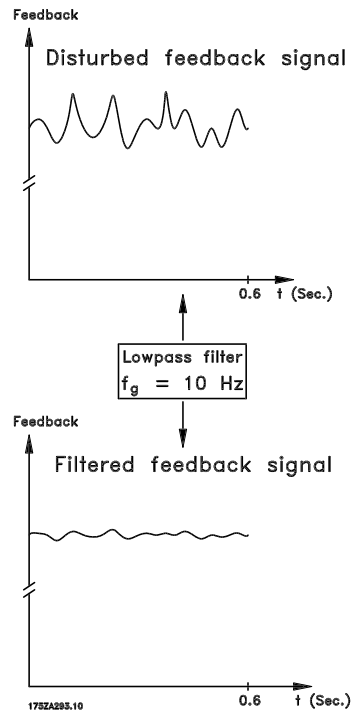 Feedback
Disturbed feedback signal
0.6 t (Sec.)
Lowpass filter
fg = 10 Hz
Feedback
Filtered feedback signal
0.6 t (Sec.)
175ZA293.10